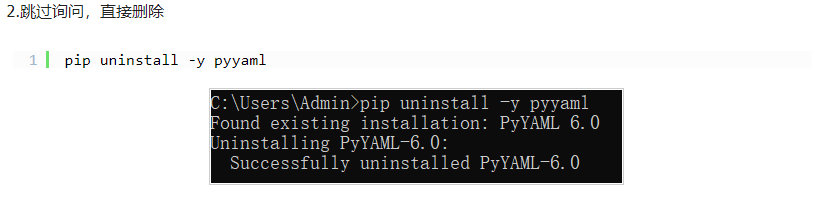 2.跳过询问，直接删除
1 pip uninstall -y pyyaml
C:\Users\Admin>pip uninstall -y pyyaml
Found existing installation: PyYAML 6.0
Uninstalling PyYAML-6.0:
  Successfully uninstalled PyYAML-6.0